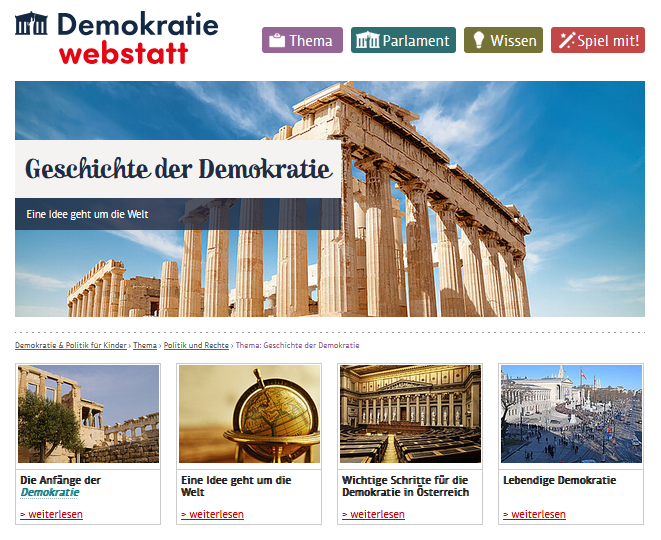 Demokratie
webstatt
Thema
Parlament
Wissen
Spiel mit!
Geschichte der Demokratie
Eine Idee geht um die Welt
Demokratie & Politik für Kinder › Thema › Politik und Rechte › Thema: Geschichte der Demokratie
Die Anfänge der
Demokratie
> weiterlesen
Eine Idee geht um die
Welt
> weiterlesen
Wichtige Schritte für die
Demokratie in Österreich
> weiterlesen
Lebendige Demokratie
> weiterlesen